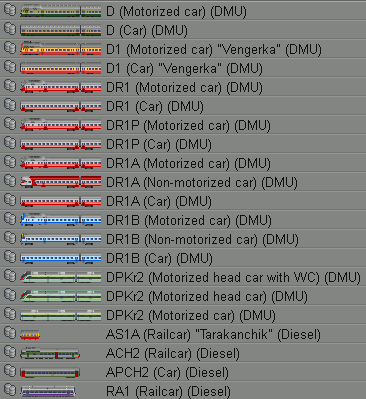 D (Motorized car) (DMU)
D (Car) (DMU)
D1 (Motorized car) "Vengerka" (DMU)
D1 (Car) "Vengerka" (DMU)
DR1 (Motorized car) (DMU)
DR1 (Car) (DMU)
DR1P (Motorized car) (DMU)
DR1P (Car) (DMU)
DR1A (Motorized car) (DMU)
DR1A (Non-motorized car) (DMU)
DR1A (Car) (DMU)
DR1B (Motorized car) (DMU)
DR1B (Non-motorized car) (DMU)
DR1B (Car) (DMU)
DPKr2 (Motorized head car with WC) (DMU)
DPKr2 (Motorized head car) (DMU)
DPKr2 (Motorized car) (DMU)
AS1A (Railcar) "Tarakanchik" (Diesel)
ACH2 (Railcar) (Diesel)
APCH2 (Car) (Diesel)
RA1 (Railcar) (Diesel)